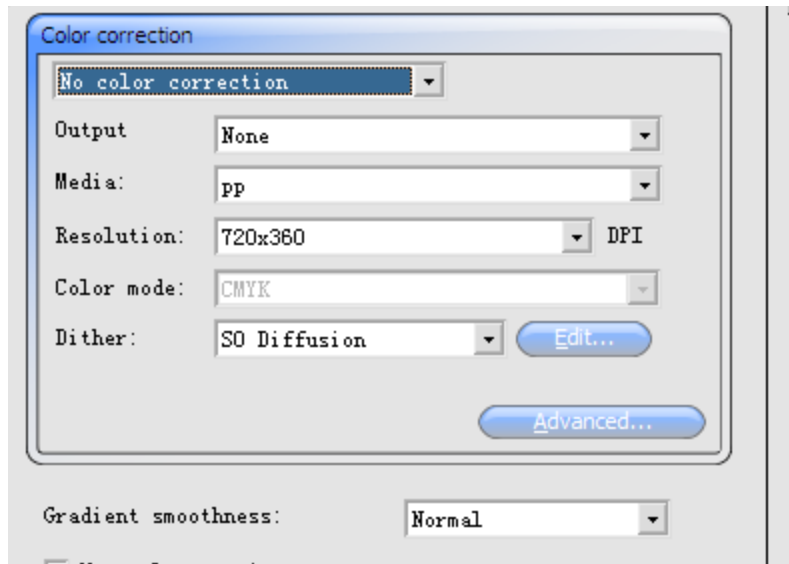 Color correction
No color correction
Output None
Media: pp
Resolution: 720x360 DPI
Color mode: CMYK
Dither: SO Diffusion Edit...
Advanced...
Gradient smoothness: Normal